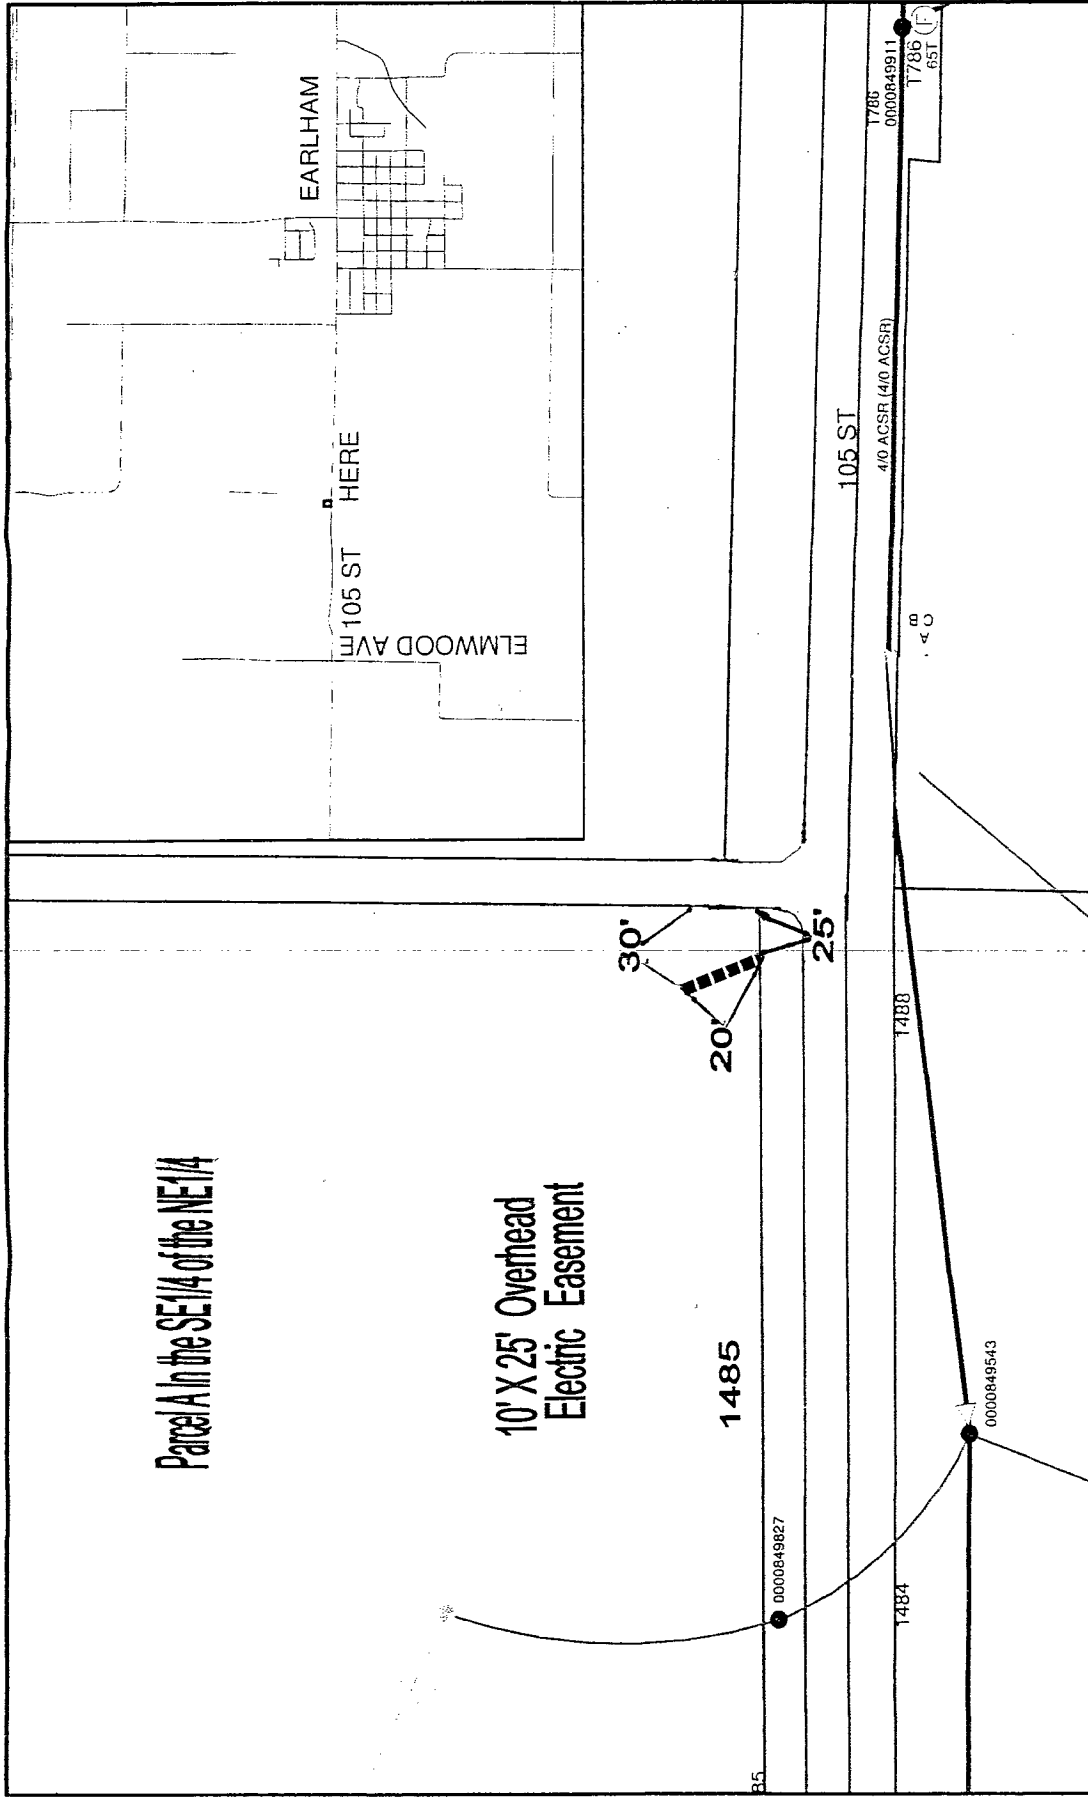 Parcel A in the SE1/4 of the NE1/4
10' X 25' Overhead
Electric Easement
1485
30'
20'
25'
EARLHAM
HERE
105 ST
ELMWOOD AVE
105 ST
4/0 ACSR (4/0 ACSR)
1786
0000849911
1786
65T
F
C B
A
1488
1484
85
0000849827
0000849543